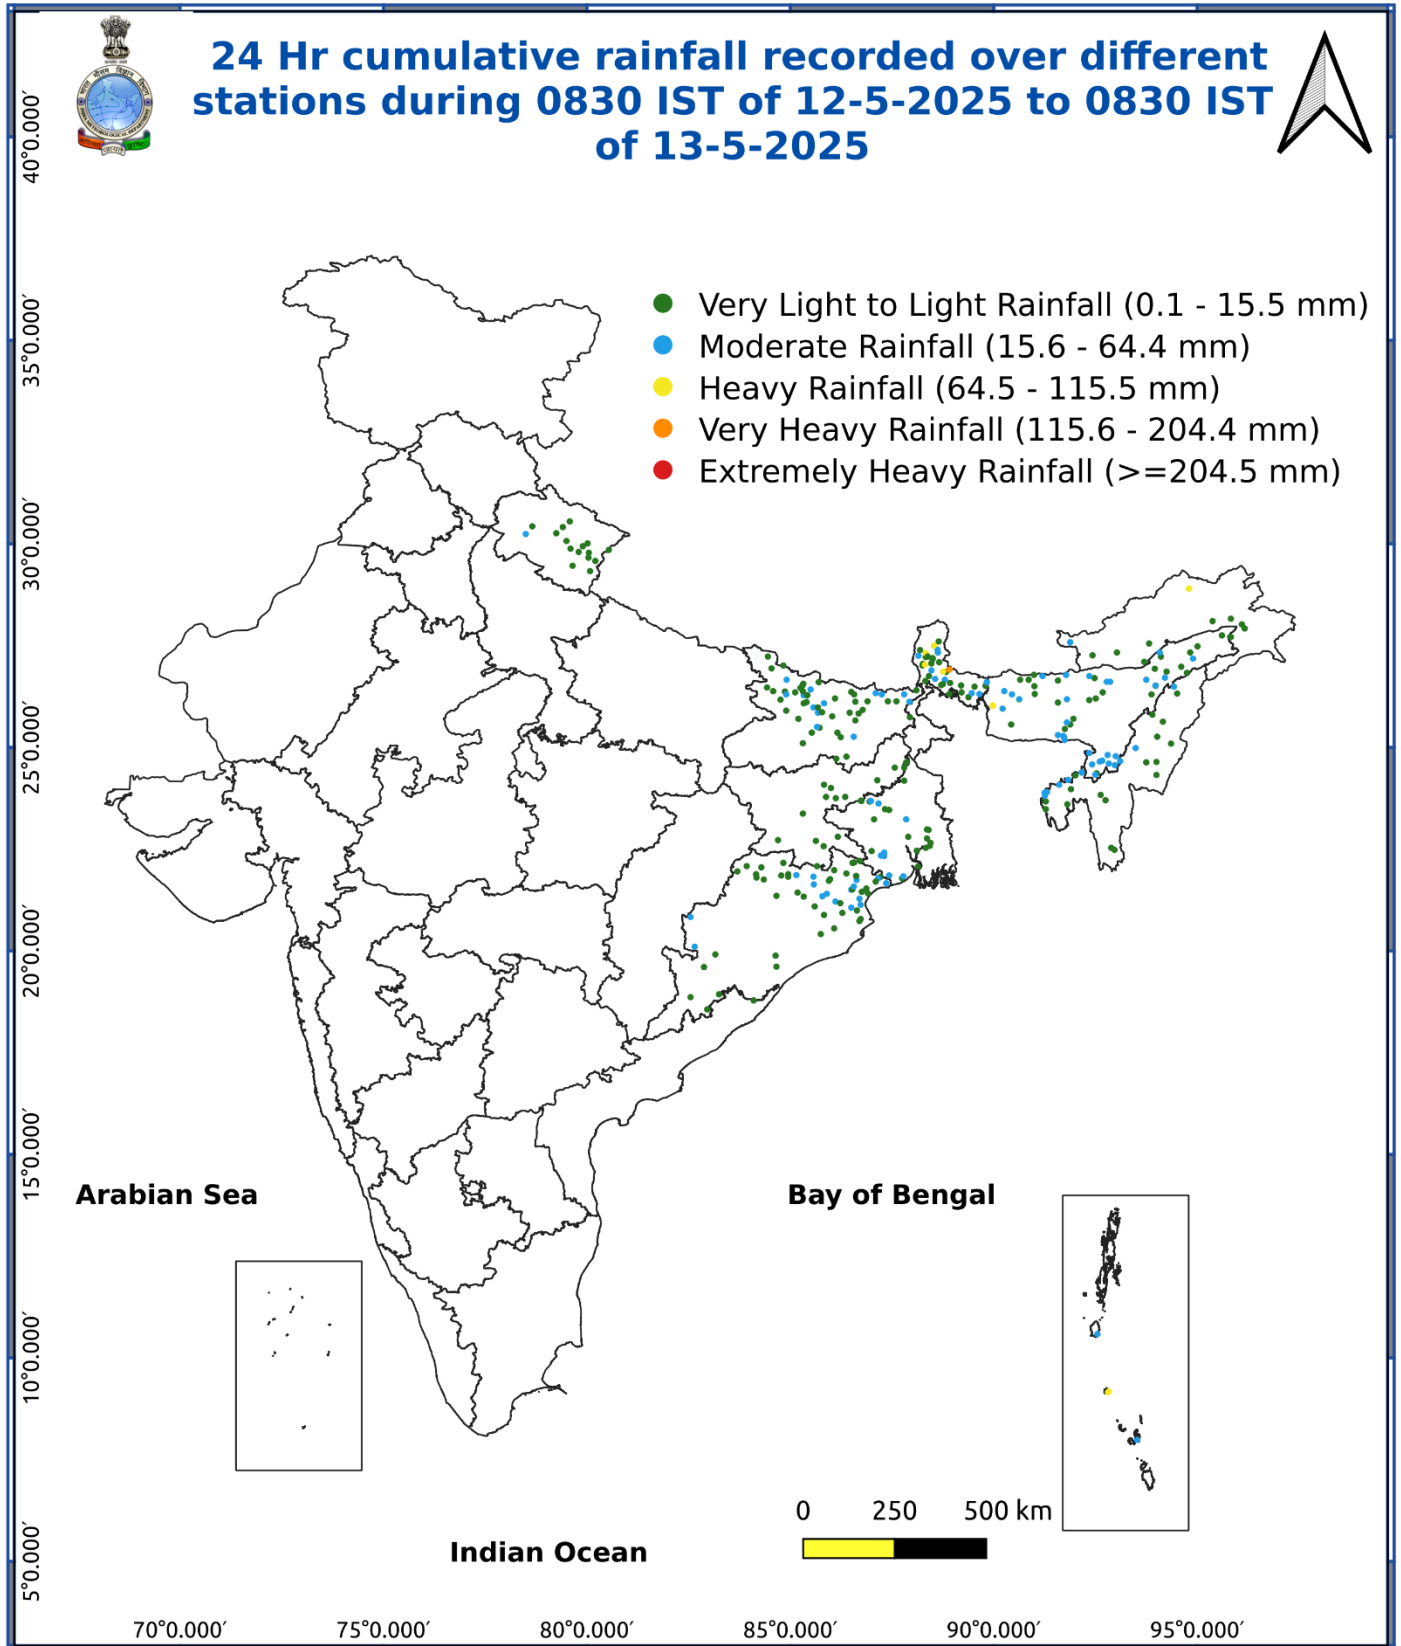 24 Hr cumulative rainfall recorded over different
stations during 0830 IST of 12-5-2025 to 0830 IST
of 13-5-2025
Very Light to Light Rainfall (0.1 - 15.5 mm)
Moderate Rainfall (15.6 - 64.4 mm)
Heavy Rainfall (64.5 - 115.5 mm)
Very Heavy Rainfall (115.6 - 204.4 mm)
Extremely Heavy Rainfall (>=204.5 mm)
40°0.000′
35°0.000′
30°0.000′
25°0.000′
20°0.000′
15°0.000′
10°0.000′
5°0.000′
Arabian Sea
Bay of Bengal
0 250 500 km
Indian Ocean
70°0.000′ 75°0.000′ 80°0.000′ 85°0.000′ 90°0.000′ 95°0.000′